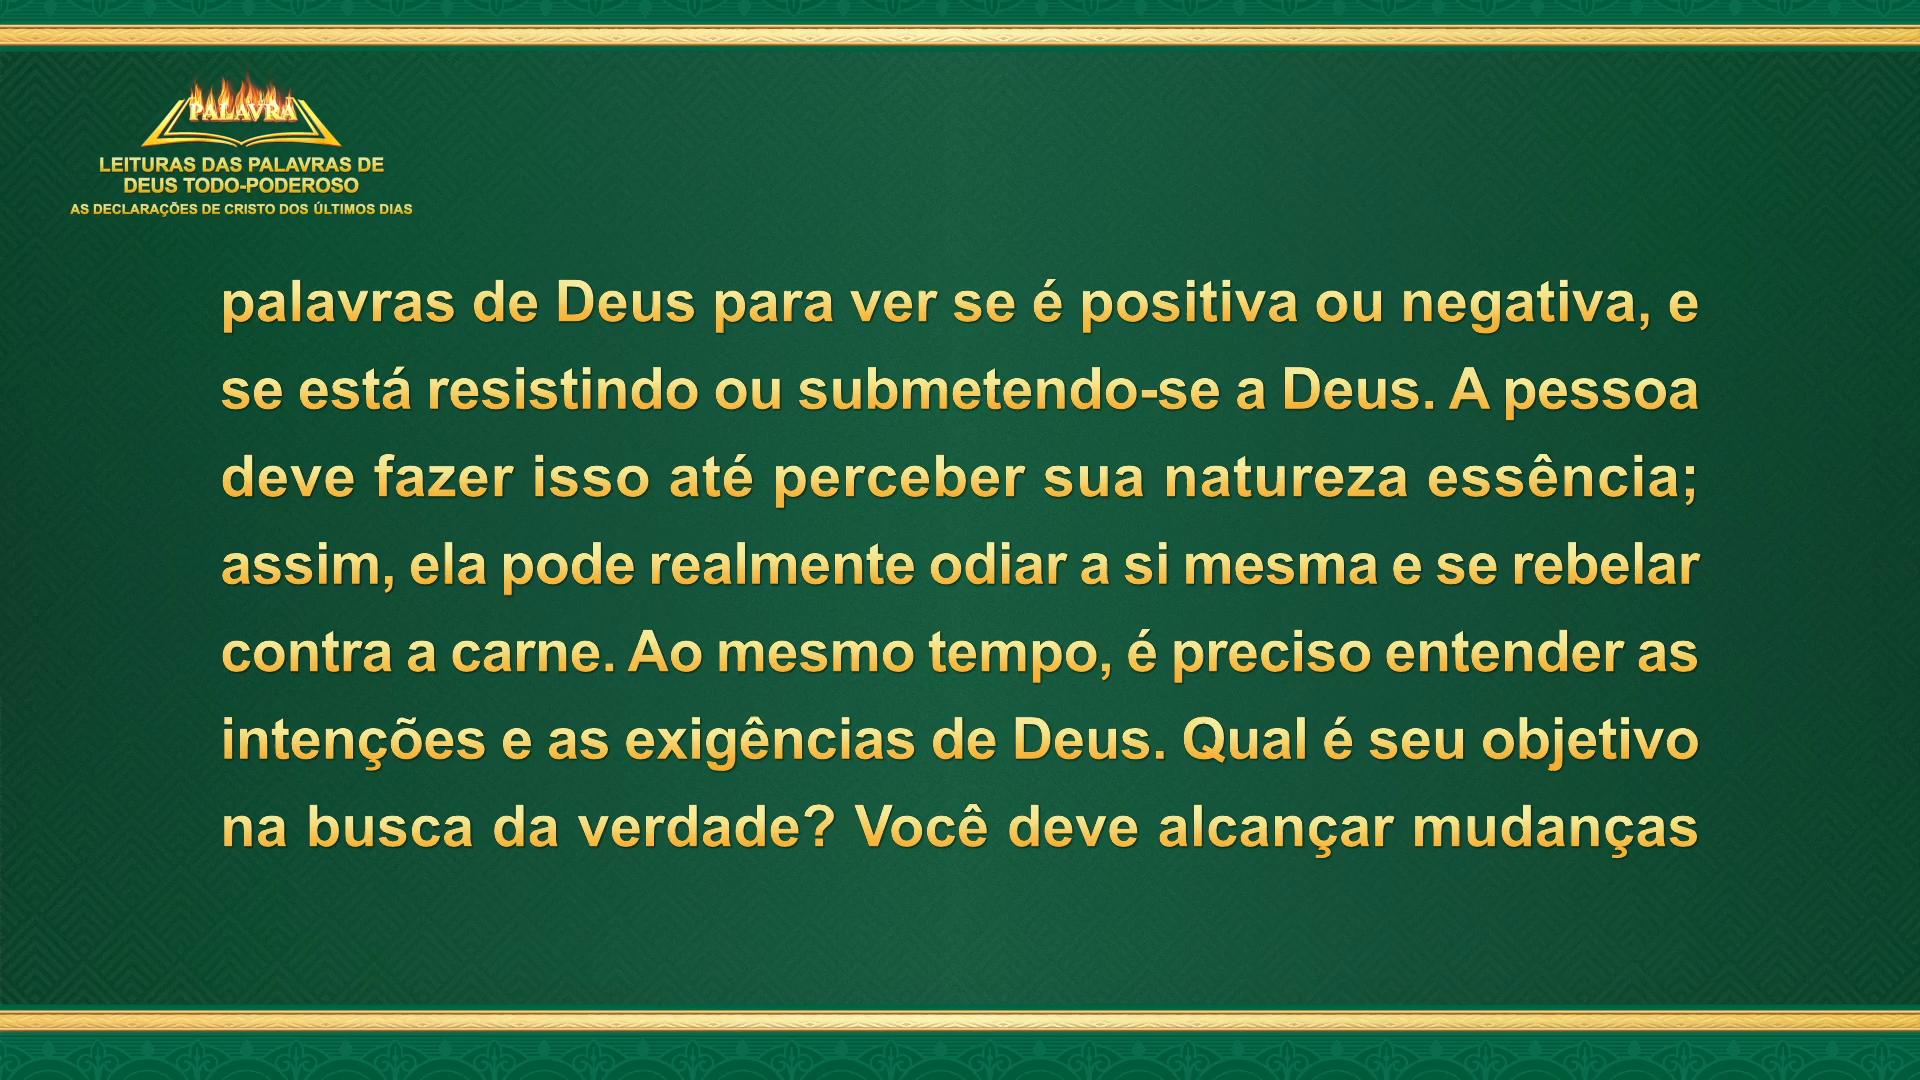 PALAVRA
LEITURAS DAS PALAVRAS DE
DEUS TODO-PODEROSO
AS DECLARAÇÕES DE CRISTO DOS ÚLTIMOS DIAS
palavras de Deus para ver se é positiva ou negativa, e
se está resistindo ou submetendo-se a Deus. A pessoa
deve fazer isso até perceber sua natureza essência;
assim, ela pode realmente odiar a si mesma e se rebelar
contra a carne. Ao mesmo tempo, é preciso entender as
intenções e as exigências de Deus. Qual é seu objetivo
na busca da verdade? Você deve alcançar mudanças